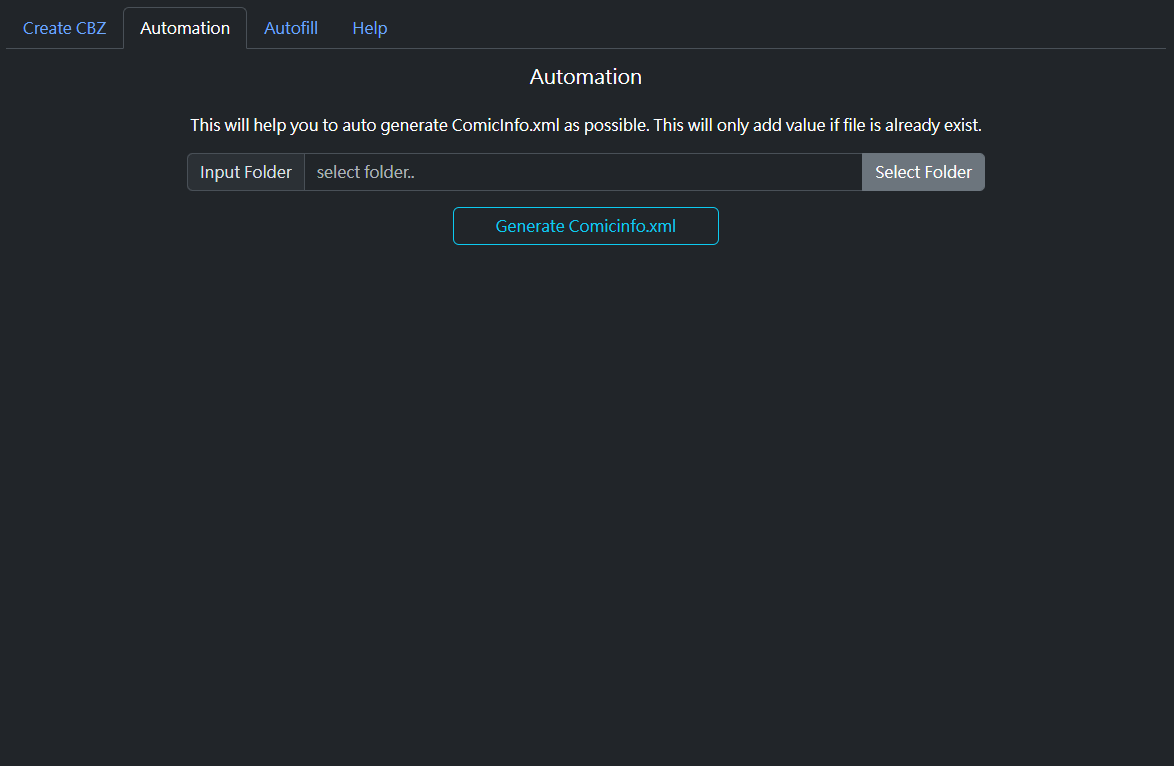 Create CBZ Automation Autofill Help
Automation
This will help you to auto generate ComicInfo.xml as possible. This will only add value if file is already exist.
Input Folder select folder.. Select Folder
Generate Comicinfo.xml